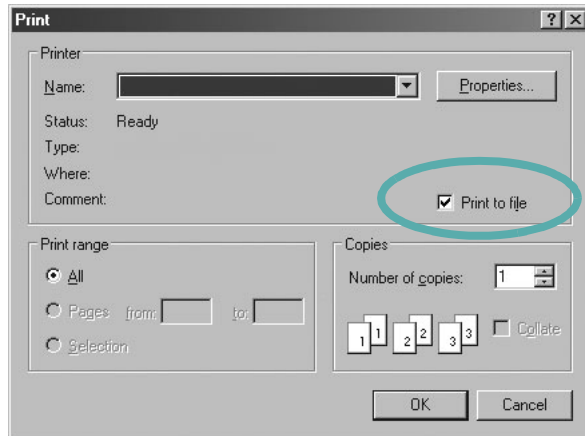 Print
Printer
Name:
Properties...
Status: Ready
Type:
Where:
Comment:
Print to file
Print range
All
Pages from: to:
Selection
Copies
Number of copies: 1
1 1 2 2 3 3
Collate
OK Cancel